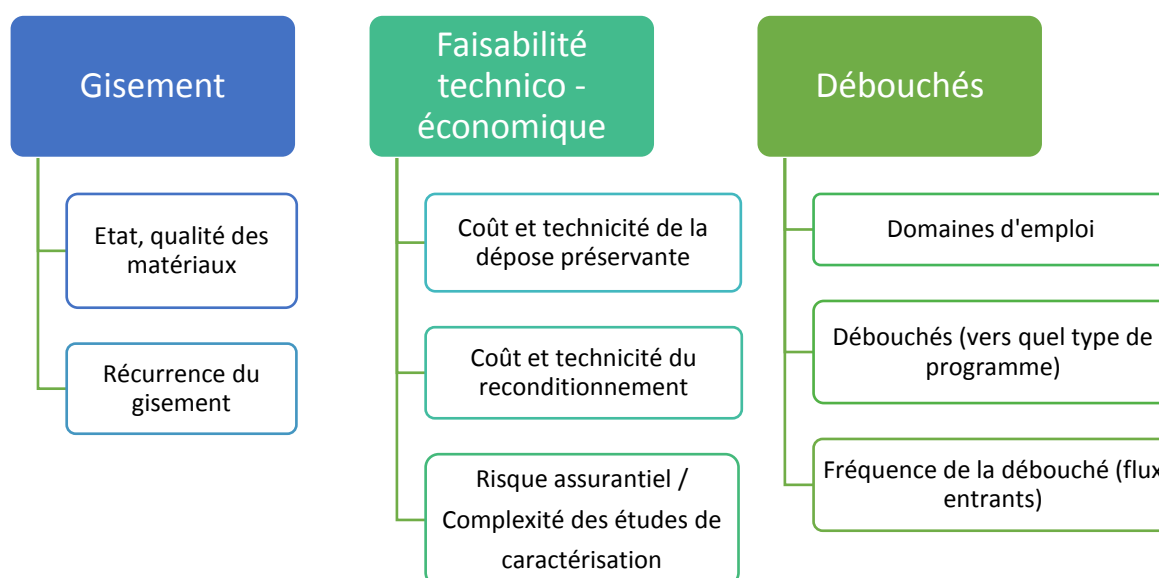 Gisement
Etat, qualité des
matériaux
Récurrence du
gisement
Faisabilité
technico -
économique
Coût et technicité de la
dépose préservante
Coût et technicité du
reconditionnement
Risque assurantiel /
Complexité des études de
caractérisation
Débouchés
Domaines d'emploi
Débouchés (vers quel type de
programme)
Fréquence de la débouché (flux
entrants)